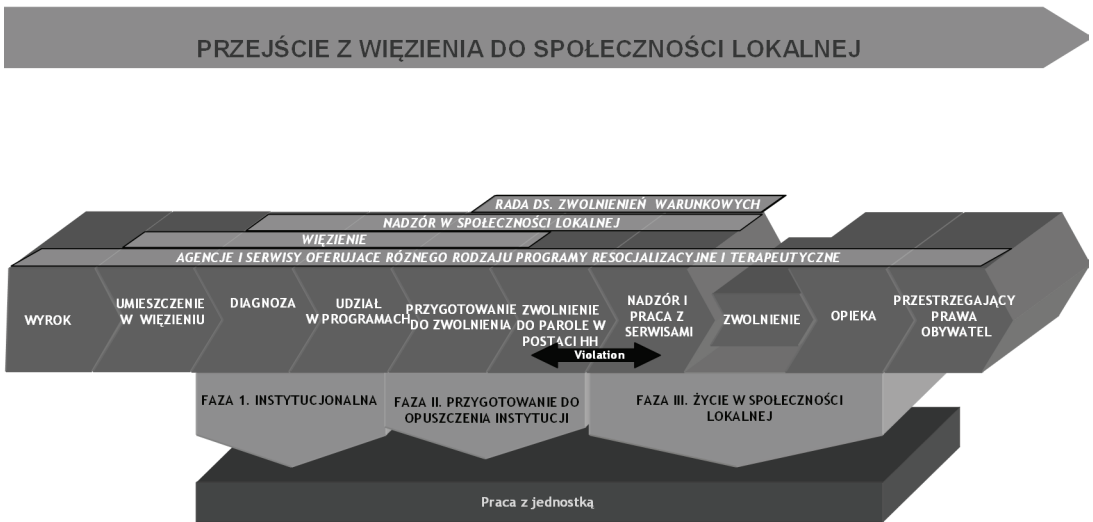 PRZEJŚCIE Z WIĘZIENIA DO SPOŁECZNOŚCI LOKALNEJ
RADA DS. ZWOLNIENIEŃ WARUNKOWYCH
NADZÓR W SPOŁECZNOŚCI LOKALNEJ
WIĘZIENIE
AGENCJE I SERWISY OFERUJACE RÓZNEGO RODZAJU PROGRAMY RESOCJALIZACYJNE I TERAPEUTYCZNE
WYROK
UMIESZCZENIE
W WIĘZIENIU
DIAGNOZA
UDZIAŁ
W PROGRAMACH
PRZYGOTOWANIE
DO ZWOLNIENIA
ZWOLNIENIE
DO PAROLE W
POSTACI HH
NADZÓR I
PRACA Z
SERWISAMI
ZWOLNIENIE
OPIEKA
PRZESTRZEGAJĄCY
PRAWA
OBYWATEL
Violation
FAZA 1. INSTYTUCJONALNA
FAZA II. PRZYGOTOWANIE DO
OPUSZCZENIA INSTYTUCJI
FAZA III. ŻYCIE W SPOŁECZNOŚCI
LOKALNEJ
Praca z jednostką